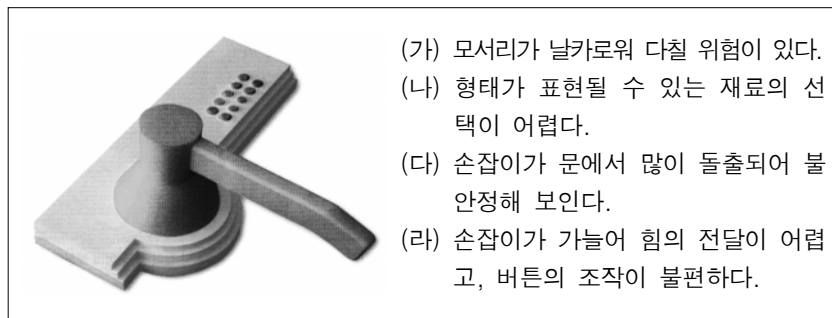 (가) 모서리가 날카로워 다칠 위험이 있다.
(나) 형태가 표현될 수 있는 재료의 선
택이 어렵다.
(다) 손잡이가 문에서 많이 돌출되어 불
안정해 보인다.
(라) 손잡이가 가늘어 힘의 전달이 어렵
고, 버튼의 조작이 불편하다.